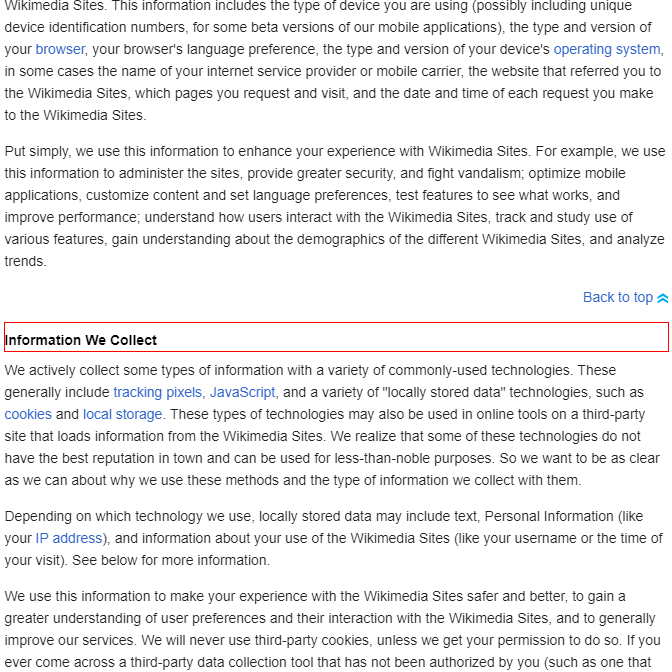 Wikimedia Sites. This information includes the type of device you are using (possibly including unique
device identification numbers, for some beta versions of our mobile applications), the type and version of
your browser, your browser's language preference, the type and version of your device's operating system,
in some cases the name of your internet service provider or mobile carrier, the website that referred you to
the Wikimedia Sites, which pages you request and visit, and the date and time of each request you make
to the Wikimedia Sites.
Put simply, we use this information to enhance your experience with Wikimedia Sites. For example, we use
this information to administer the sites, provide greater security, and fight vandalism; optimize mobile
applications, customize content and set language preferences, test features to see what works, and
improve performance; understand how users interact with the Wikimedia Sites, track and study use of
various features, gain understanding about the demographics of the different Wikimedia Sites, and analyze
trends.
Back to top
Information We Collect
We actively collect some types of information with a variety of commonly-used technologies. These
generally include tracking pixels, JavaScript, and a variety of "locally stored data" technologies, such as
cookies and local storage. These types of technologies may also be used in online tools on a third-party
site that loads information from the Wikimedia Sites. We realize that some of these technologies do not
have the best reputation in town and can be used for less-than-noble purposes. So we want to be as clear
as we can about why we use these methods and the type of information we collect with them.
Depending on which technology we use, locally stored data may include text, Personal Information (like
your IP address), and information about your use of the Wikimedia Sites (like your username or the time of
your visit). See below for more information.
We use this information to make your experience with the Wikimedia Sites safer and better, to gain a
greater understanding of user preferences and their interaction with the Wikimedia Sites, and to generally
improve our services. We will never use third-party cookies, unless we get your permission to do so. If you
ever come across a third-party data collection tool that has not been authorized by you (such as one that